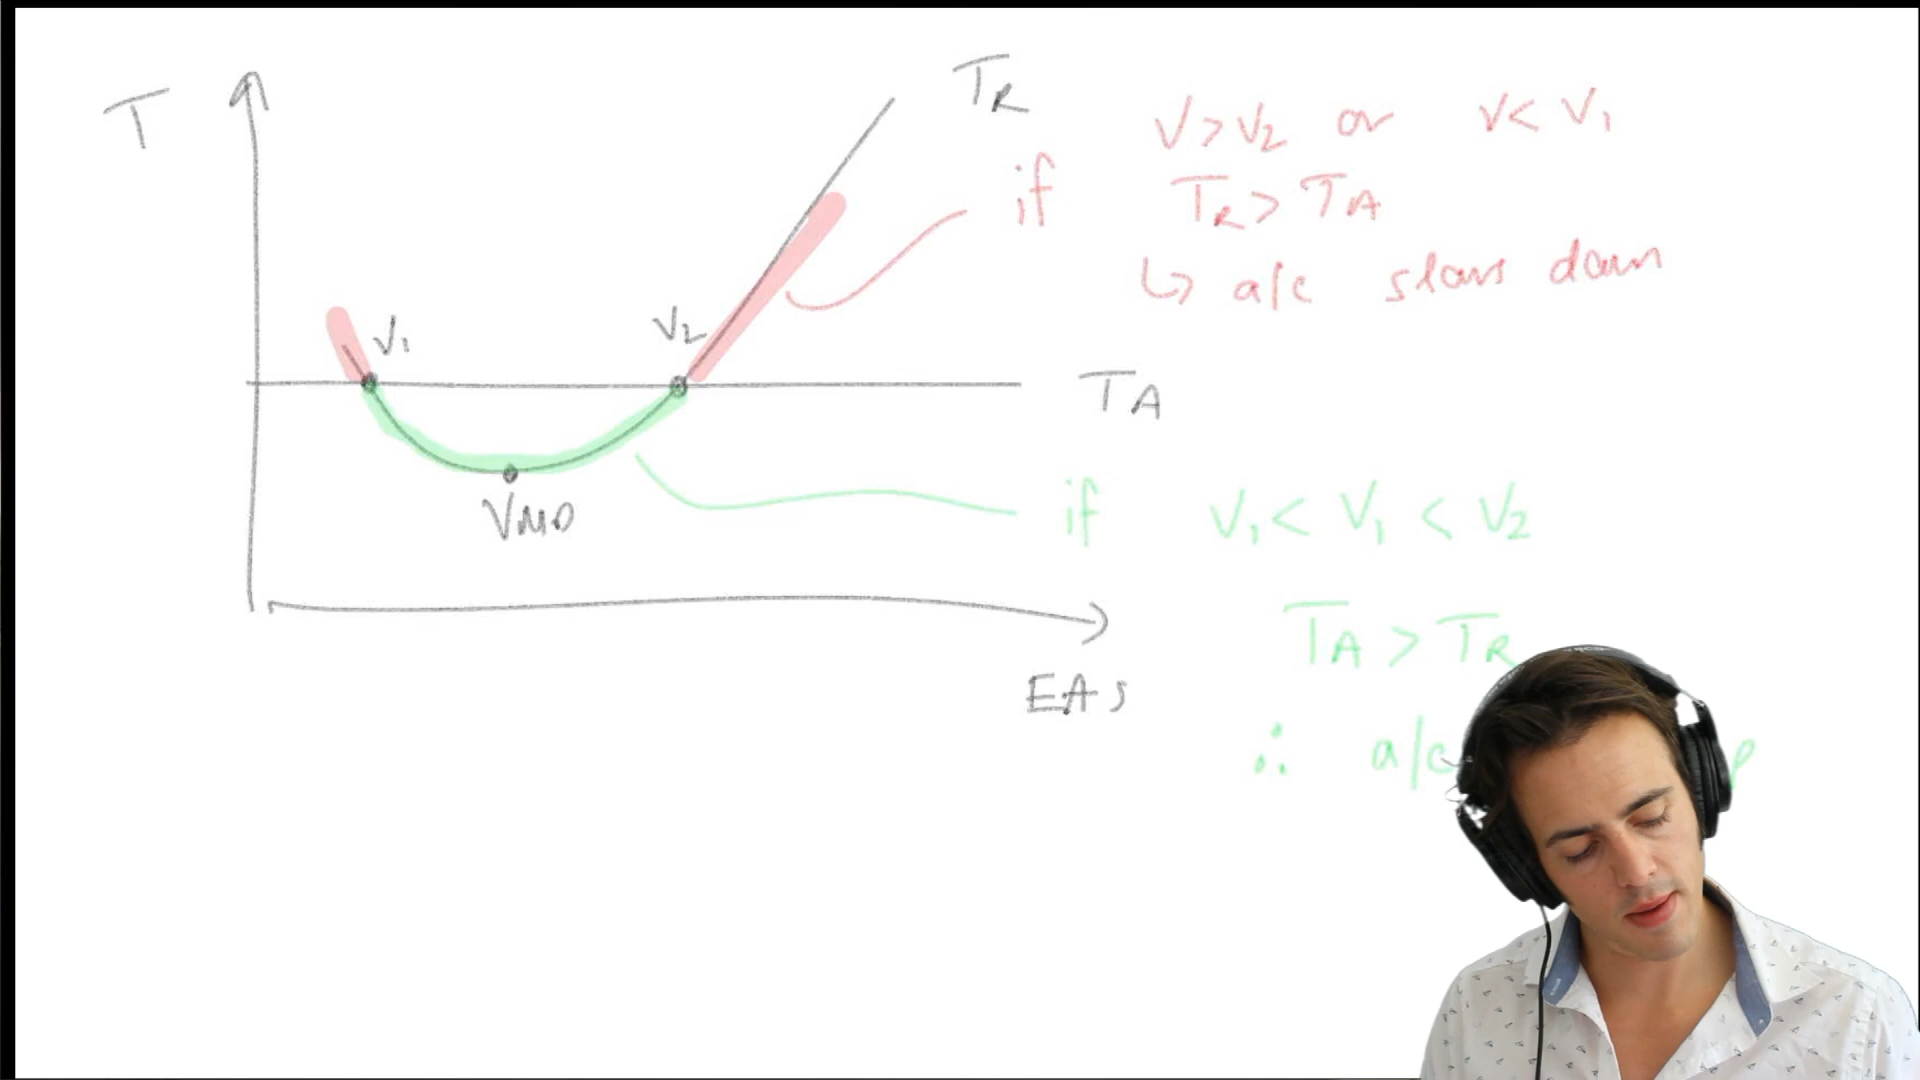 T
TR
V>V2 or V<V1
if TR>TA
↳ a/c slows down
V1
V2
TA
VMD
if V1<V1<V2
TA>TR
EAS
∴ a/c